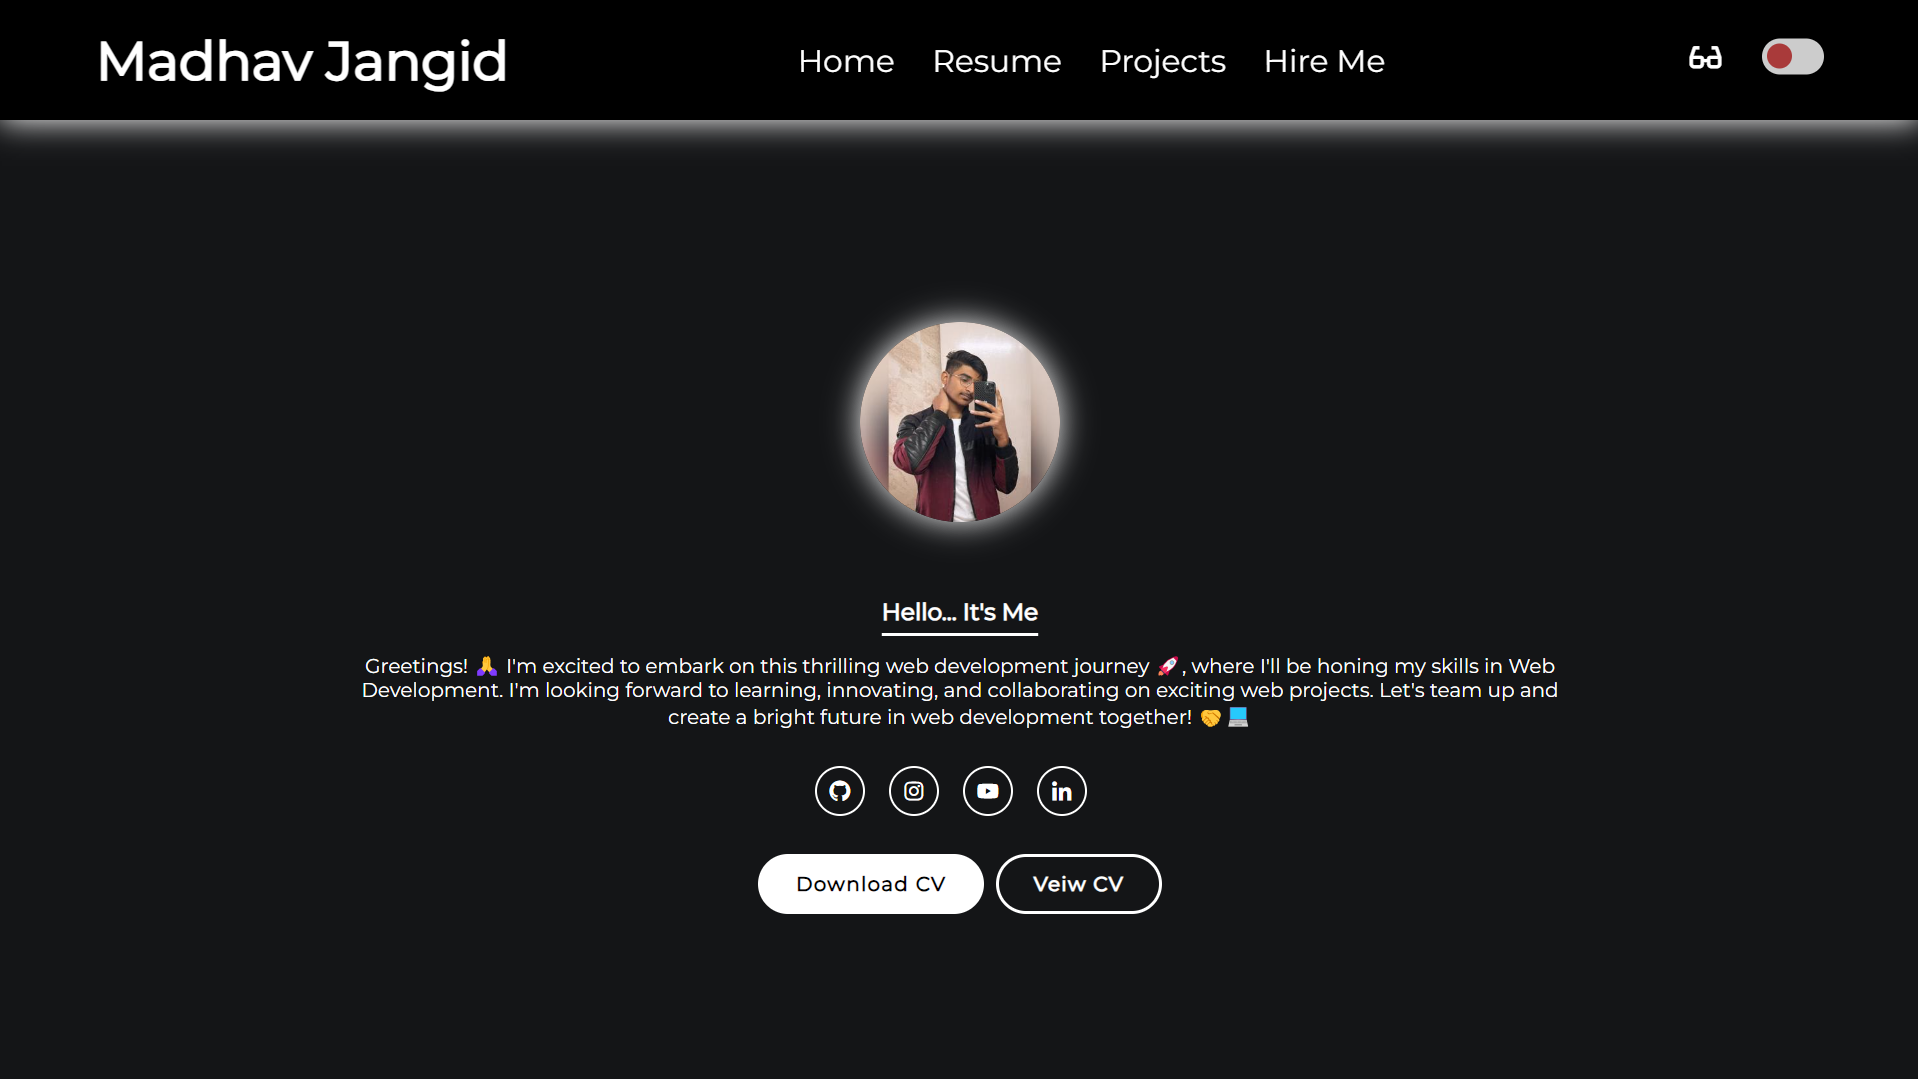 Madhav Jangid
Home Resume Projects Hire Me
Hello... It's Me
Greetings! 🙏 I'm excited to embark on this thrilling web development journey 🚀, where I'll be honing my skills in Web
Development. I'm looking forward to learning, innovating, and collaborating on exciting web projects. Let's team up and
create a bright future in web development together! 🤝 💻
Download CV
Veiw CV